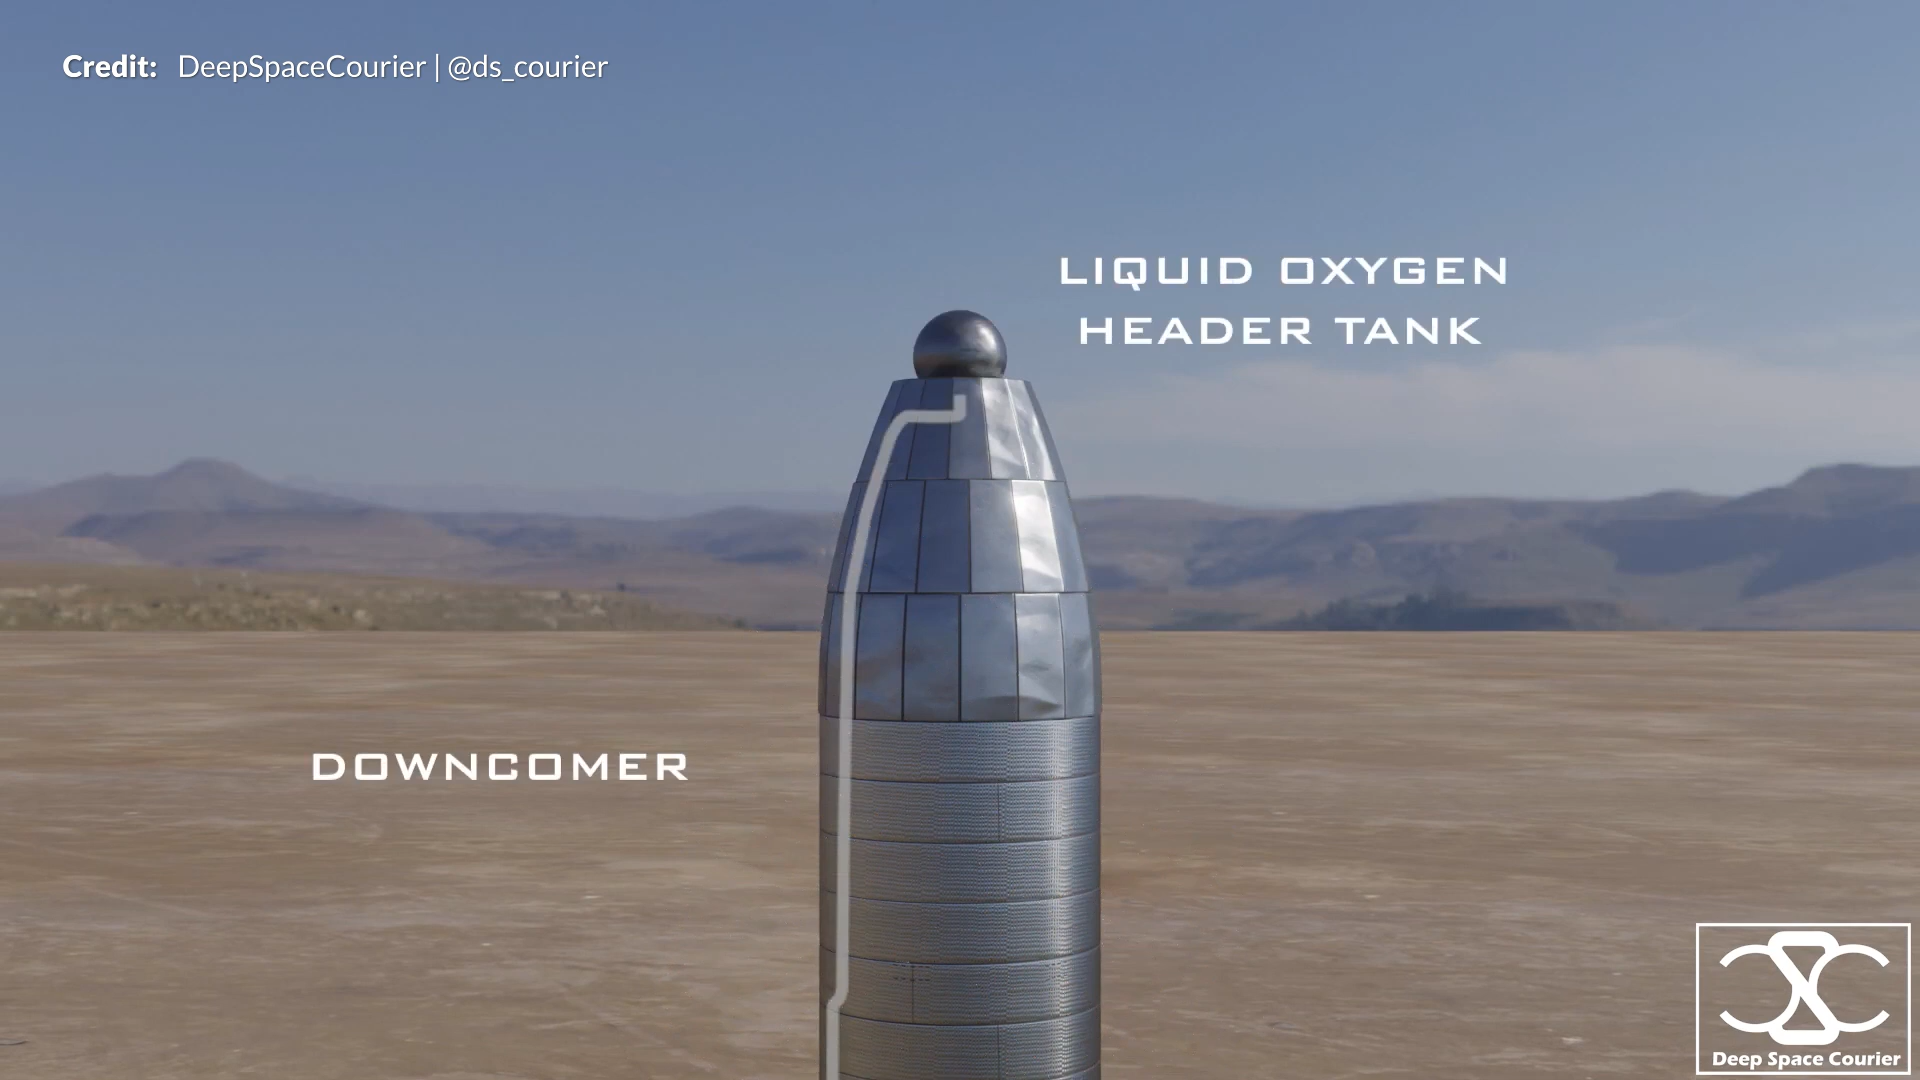 Credit: DeepSpaceCourier | @ds_courier
LIQUID OXYGEN
HEADER TANK
DOWNCOMER
Deep Space Courier